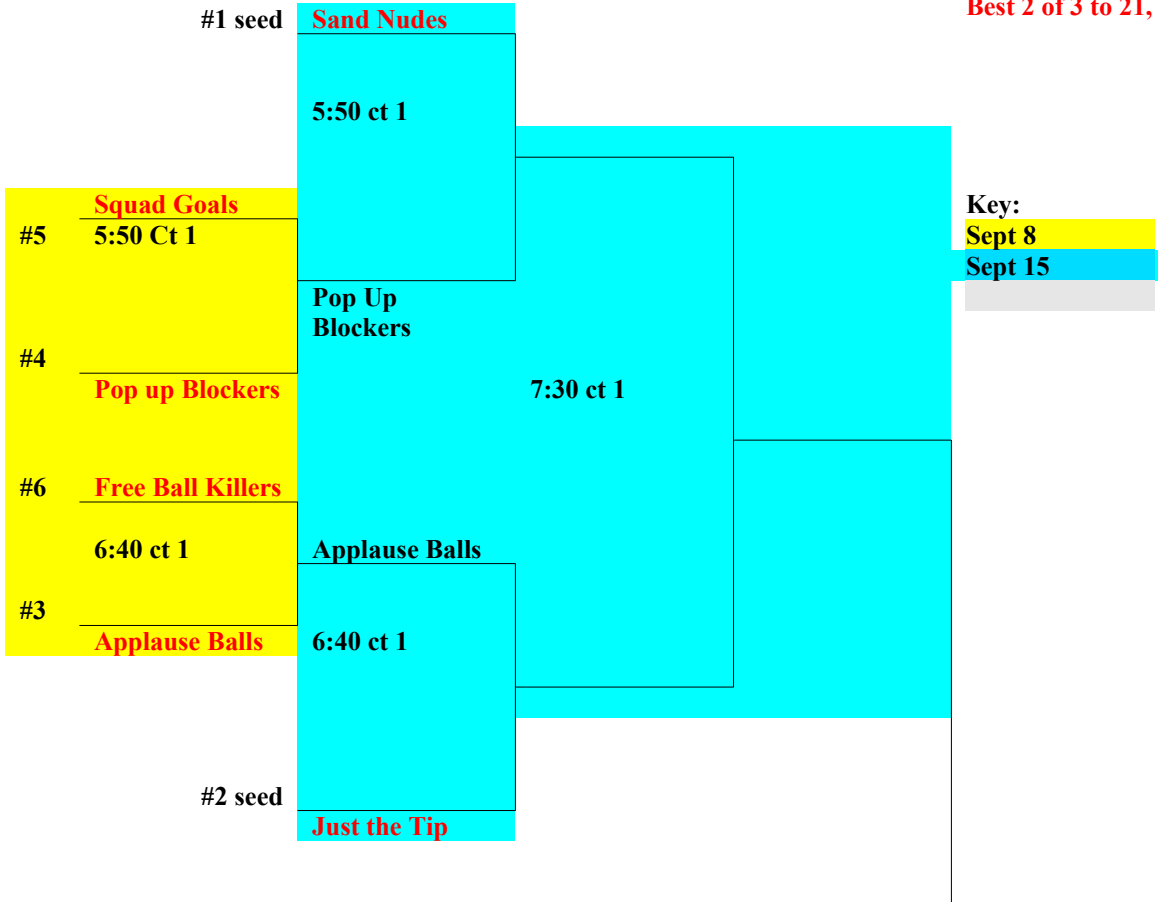 Best 2 of 3 to 21,
#1 seed Sand Nudes
5:50 ct 1
Squad Goals
#5 5:50 Ct 1
Key:
Sept 8
Sept 15
Pop Up
Blockers
#4
Pop up Blockers
7:30 ct 1
#6 Free Ball Killers
6:40 ct 1
Applause Balls
#3
Applause Balls
6:40 ct 1
#2 seed
Just the Tip